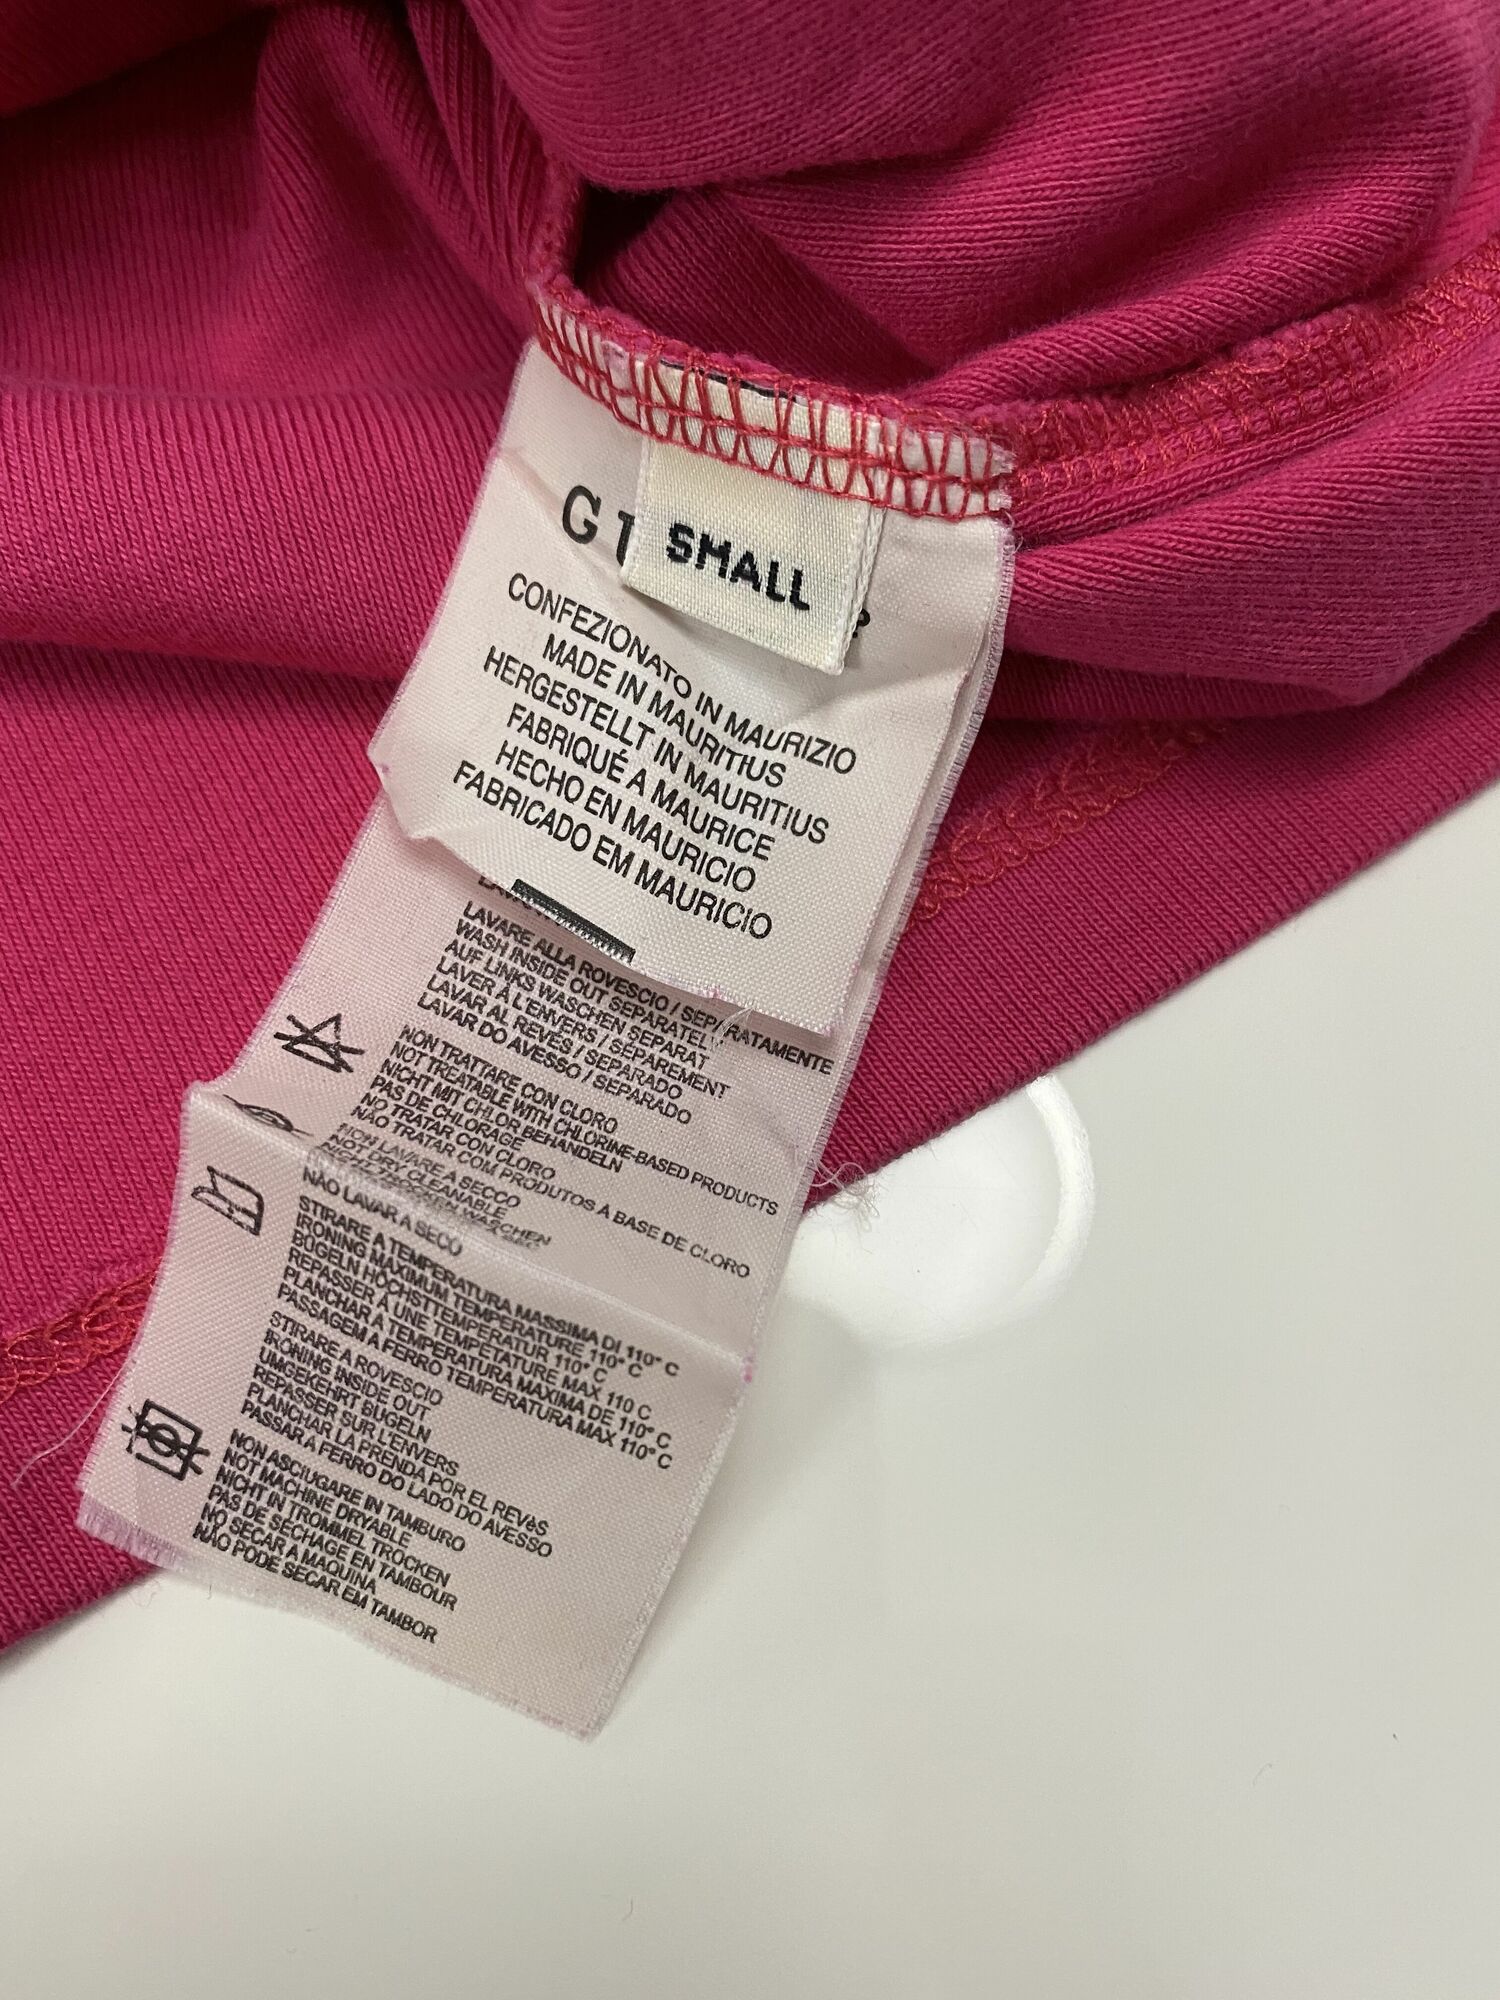 SMALL
CONFEZIONATO IN MAURIZIO
MADE IN MAURITIUS
HERGESTELLT IN MAURITIUS
FABRIQUÉ A MAURICE
HECHO EN MAURICIO
FABRICADO EM MAURICIO
LAVARE ALLA ROVESCIO / SEPARATAMENTE
WASH INSIDE OUT SEPARATELY
AUF LINKS WASCHEN SEPARAT
LAVER À L'ENVERS / SÉPAREMENT
LAVAR AL REVÉS / SEPARADO
LAVAR DO AVESSO / SEPARADO
NON TRATTARE CON CLORO
NOT TREATABLE WITH CHLORINE-BASED PRODUCTS
NICHT MIT CHLOR BEHANDELN
PAS DE CHLORAGE
NO TRATAR CON CLORO
NÃO TRATAR COM PRODUTOS A BASE DE CLORO
NON LAVARE A SECCO
NOT DRY CLEANABLE
NÃO LAVAR A SECO
STIRARE A TEMPERATURA MASSIMA DI 110° C
IRONING MAXIMUM TEMPERATURE 110° C
BÜGELN HÖCHSTTEMPERATUR 110° C
REPASSER À UNE TEMPÉTATURE MAX 110 C
PLANCHAR A TEMPERATURA MAXIMA DE 110° C
PASSAGEM A FERRO TEMPERATURA MAX 110° C
STIRARE A ROVESCIO
IRONING INSIDE OUT
UMGEKEHRT BÜGELN
REPASSER SUR L'ENVERS
PLANCHAR LA PRENDA POR EL REVèS
PASSAR A FERRO DO LADO DO AVESSO
NON ASCIUGARE IN TAMBURO
NOT MACHINE DRYABLE
NICHT IN TROMMEL TROCKEN
PAS DE SÉCHAGE EN TAMBOUR
NO SECAR A MAQUINA
NÃO PODE SECAR EM TAMBOR